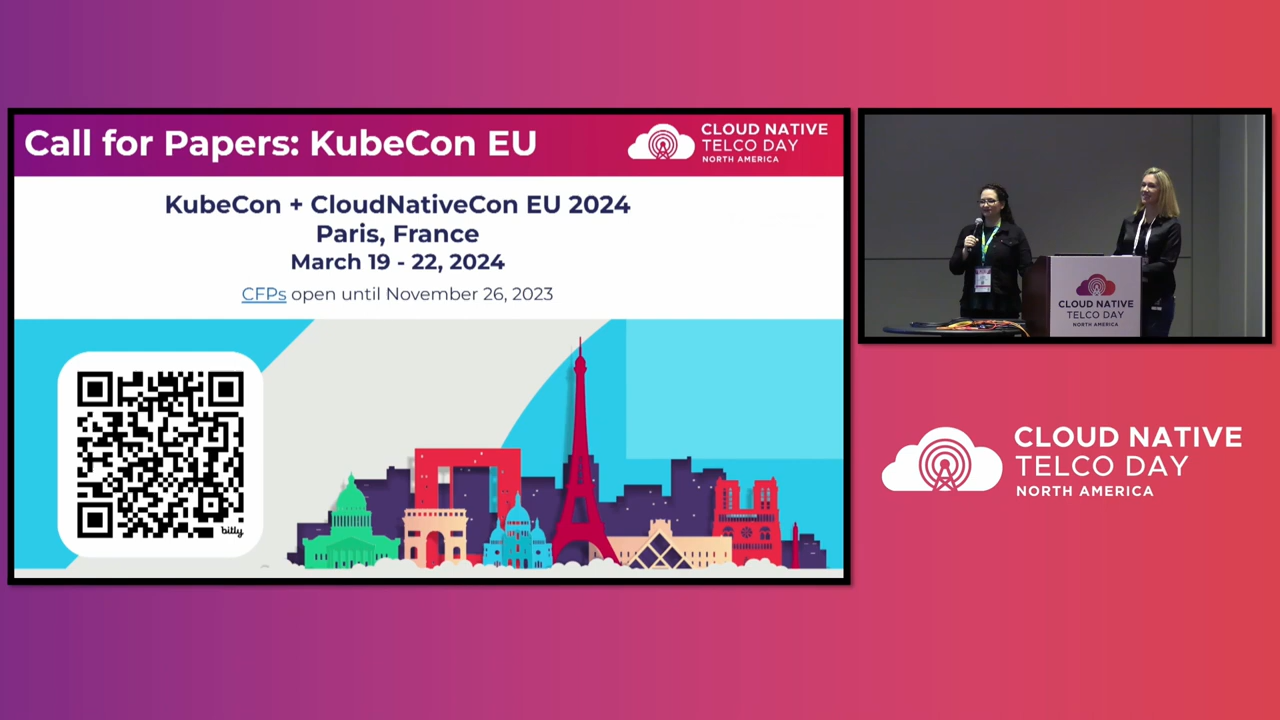 Call for Papers: KubeCon EU
CLOUD NATIVE
TELCO DAY
NORTH AMERICA
KubeCon + CloudNativeCon EU 2024
Paris, France
March 19 - 22, 2024
CFPs open until November 26, 2023
bitly
CLOUD NATIVE
TELCO DAY
NORTH AMERICA
CLOUD NATIVE
TELCO DAY
NORTH AMERICA